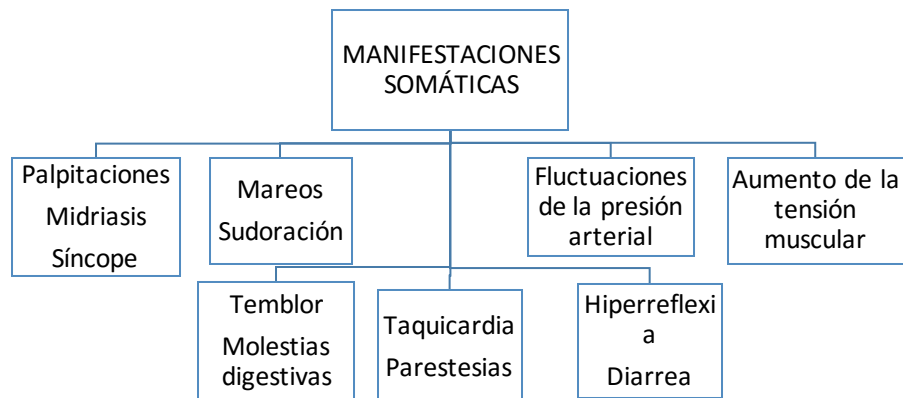 MANIFESTACIONES
SOMÁTICAS
Palpitaciones
Midriasis
Síncope
Mareos
Sudoración
Fluctuaciones
de la presión
arterial
Aumento de la
tensión
muscular
Temblor
Molestias
digestivas
Taquicardia
Parestesias
Hiperreflexi
a
Diarrea